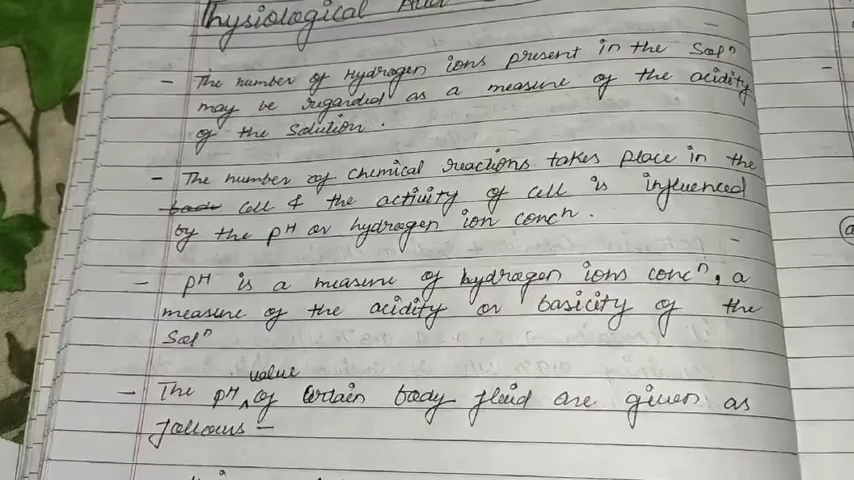 Physiological Acid
- The number of Hydrogen ions present in the Solⁿ
may be regarded as a measure of the acidity
of the Solution.
- The number of chemical reactions takes place in the
cell & the activity of cell is influenced
by the pH or hydrogen ion concⁿ.
- pH is a measure of hydrogen ions concⁿ, a
measure of the acidity or basicity of the
Solⁿ
- The pH value of certain body fluid are given as
follows -
(a